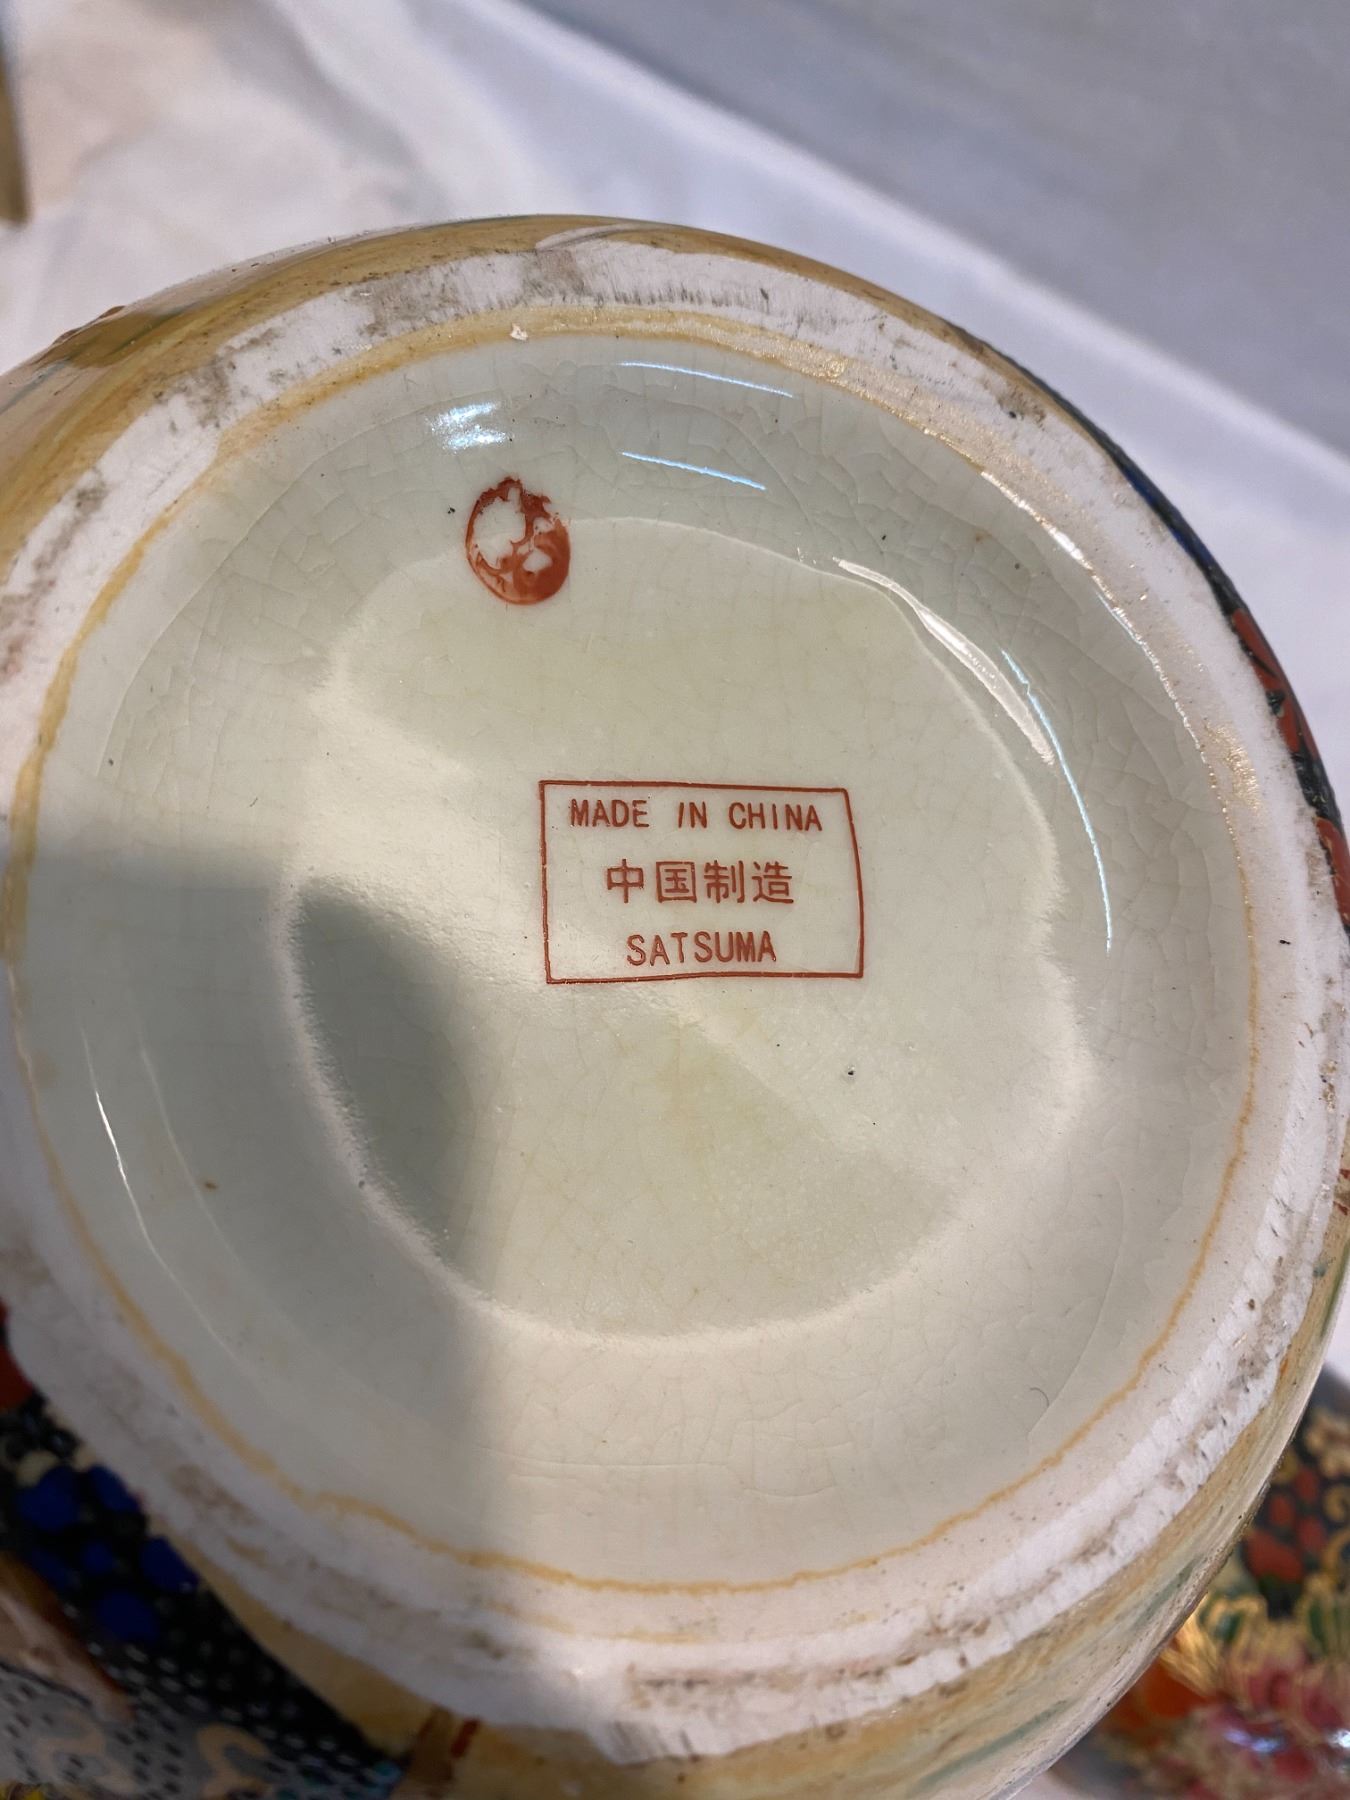 MADE IN CHINA
中国制造
SATSUMA